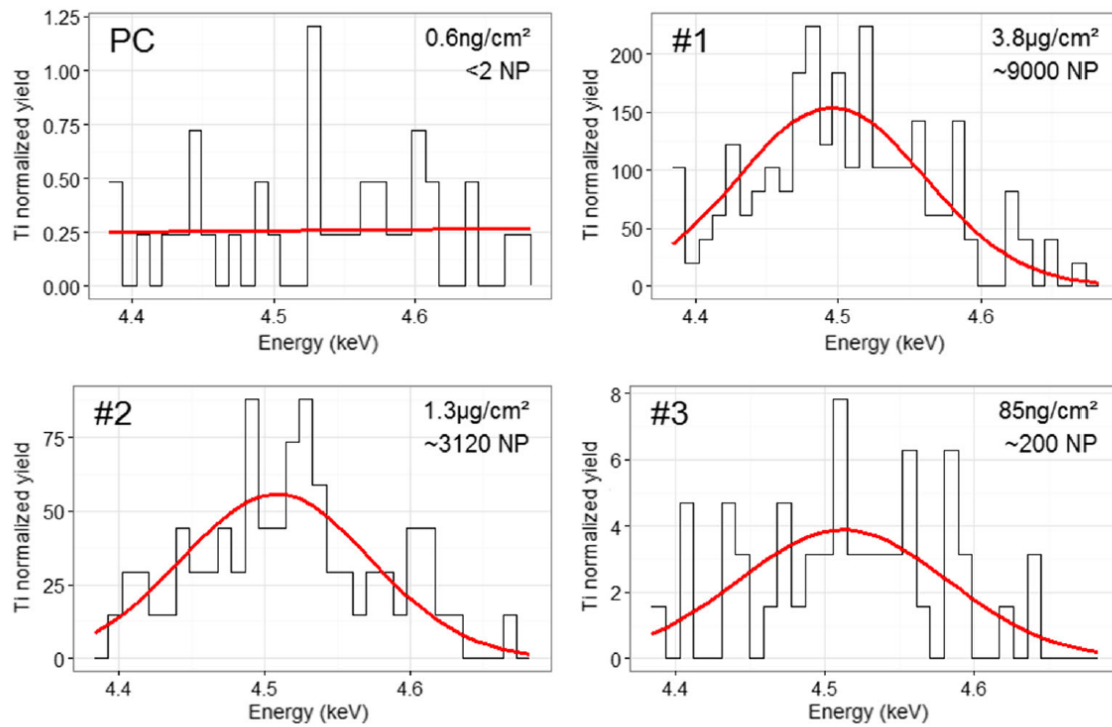 PC
0.6ng/cm²
<2 NP
Ti normalized yield
1.25
1.00
0.75
0.50
0.25
0.00
4.4 4.5 4.6
Energy (keV)
#1
3.8µg/cm²
~9000 NP
Ti normalized yield
200
150
100
50
0
4.4 4.5 4.6
Energy (keV)
#2
1.3µg/cm²
~3120 NP
Ti normalized yield
75
50
25
0
4.4 4.5 4.6
Energy (keV)
#3
85ng/cm²
~200 NP
Ti normalized yield
8
6
4
2
0
4.4 4.5 4.6
Energy (keV)